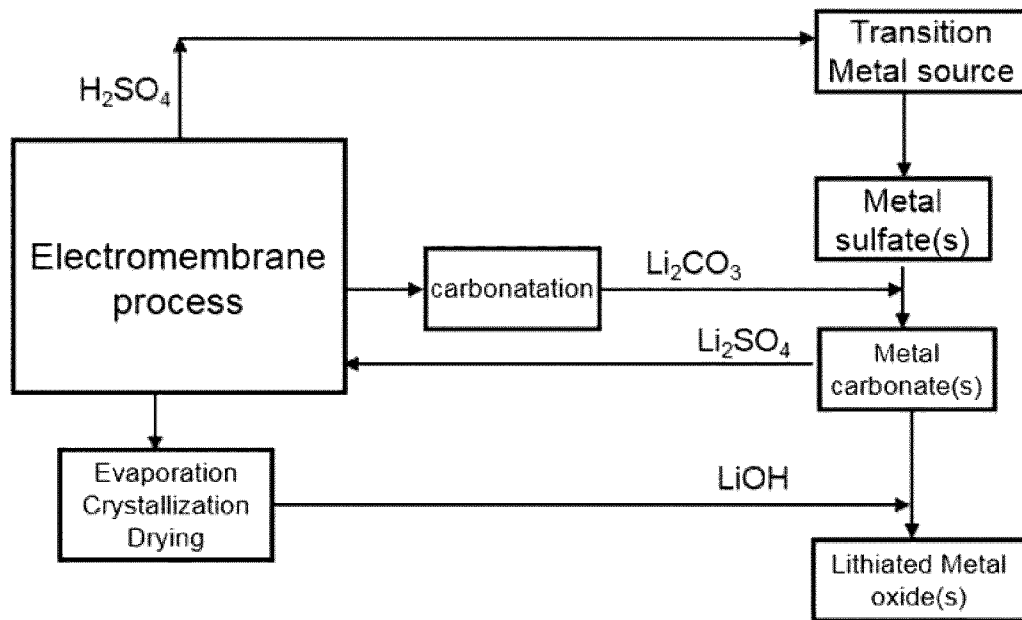 Transition
Metal source
H₂SO₄
Metal
sulfate(s)
Electromembrane
process
carbonatation
Li₂CO₃
Li₂SO₄
Metal
carbonate(s)
Evaporation
Crystallization
Drying
LiOH
Lithiated Metal
oxide(s)